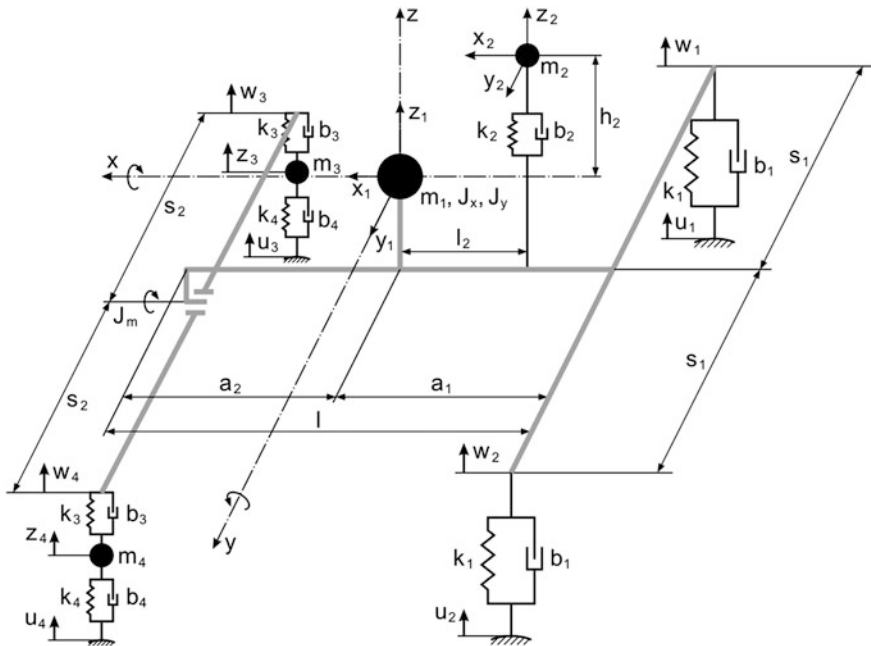 z
z₂
x₂
m₂
y₂
w₁
w₃
k₃
b₃
z₁
k₂
b₂
h₂
z₃
m₃
k₁
b₁
s₁
x
x₁
m₁, Jₓ, Jᵧ
s₂
k₄
b₄
u₃
y₁
l₂
u₁
Jₘ
s₂
a₂
a₁
s₁
l
w₄
w₂
k₃
b₃
z₄
m₄
y
k₁
b₁
k₄
b₄
u₄
u₂